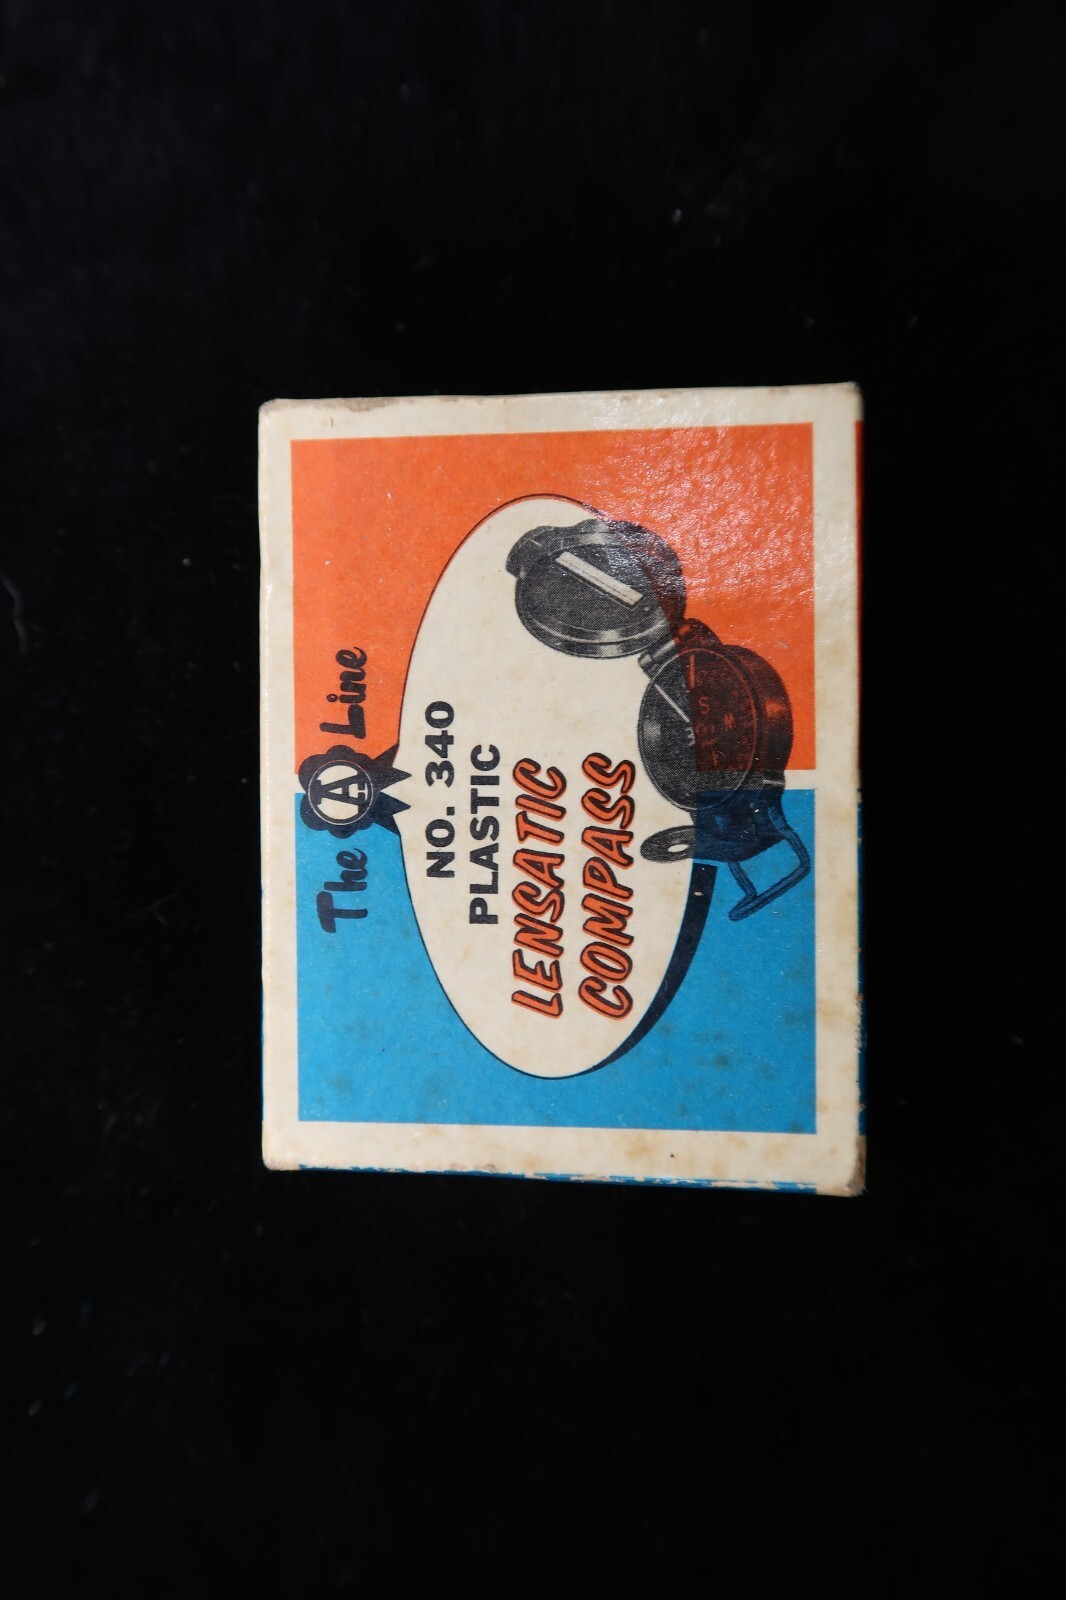 The A Line
NO. 340
PLASTIC
LENSATIC
COMPASS